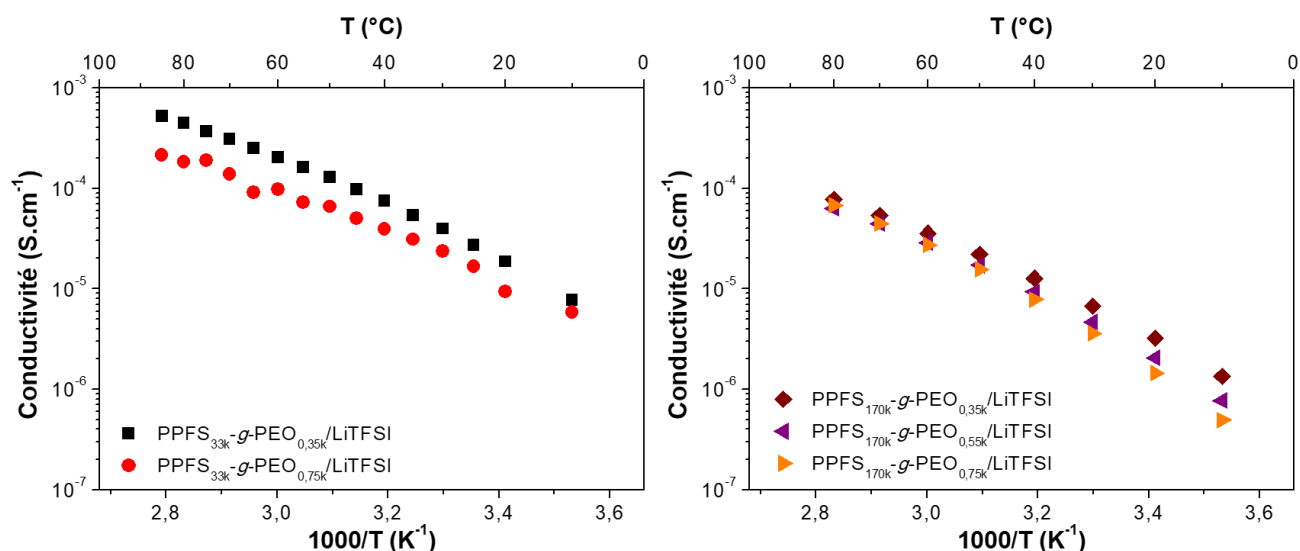 T (°C)
100 80 60 40 20 0
10⁻³
10⁻⁴
10⁻⁵
10⁻⁶
10⁻⁷
Conductivité (S.cm⁻¹)
PPFS₃₃ₖ-g-PEO₀,₃₅ₖ/LiTFSI
PPFS₃₃ₖ-g-PEO₀,₇₅ₖ/LiTFSI
2,8 3,0 3,2 3,4 3,6
1000/T (K⁻¹)
T (°C)
100 80 60 40 20 0
10⁻³
10⁻⁴
10⁻⁵
10⁻⁶
10⁻⁷
Conductivité (S.cm⁻¹)
PPFS₁₇₀ₖ-g-PEO₀,₃₅ₖ/LiTFSI
PPFS₁₇₀ₖ-g-PEO₀,₅₅ₖ/LiTFSI
PPFS₁₇₀ₖ-g-PEO₀,₇₅ₖ/LiTFSI
2,8 3,0 3,2 3,4 3,6
1000/T (K⁻¹)